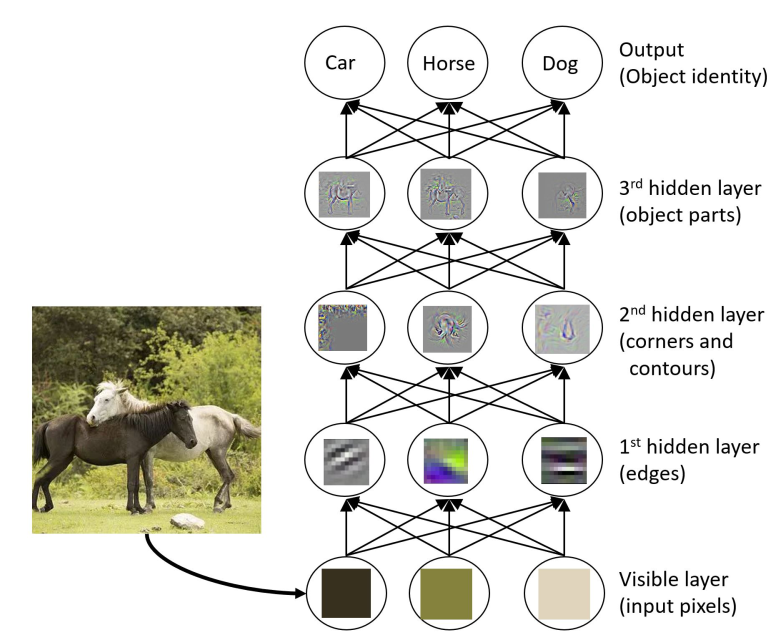 Car
Horse
Dog
Output
(Object identity)
3rd hidden layer
(object parts)
2nd hidden layer
(corners and
contours)
1st hidden layer
(edges)
Visible layer
(input pixels)